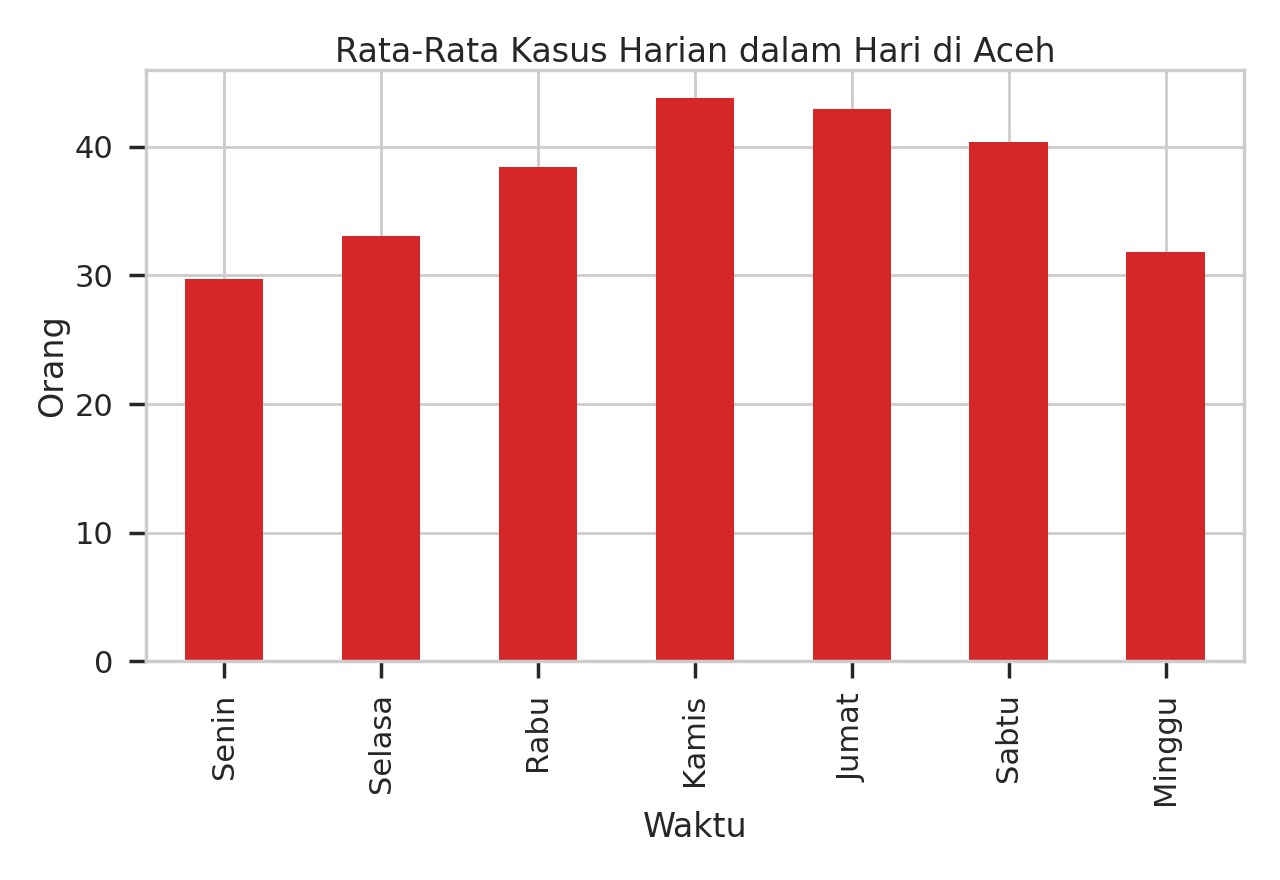 Rata-Rata Kasus Harian dalam Hari di Aceh
Orang
40
30
20
10
0
Senin
Selasa
Rabu
Kamis
Jumat
Sabtu
Minggu
Waktu